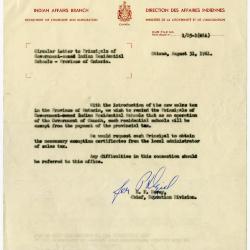 INDIAN AFFAIRS BRANCH
DIRECTION DES AFFAIRES INDIENNES
DEPARTMENT OF CITIZENSHIP AND IMMIGRATION
MINISTÈRE DE LA CITOYENNETÉ ET DE L'IMMIGRATION
CANADA
Circular Letter to Principals of
Government-owned Indian Residential
Schools - Province of Ontario.
Ottawa, August 31, 1961.
With the introduction of the new sales tax
in the Province of Ontario, we wish to remind the Principals of
Government-owned Indian Residential Schools that as an operation
of the Government of Canada, such residential schools will be
exempt from the payment of the provincial tax.
We would request each Principal to obtain
the necessary exemption certificates from the local administrator
of sales tax.
Any difficulties in this connection should
be referred to this office.
for
Chief, Education Division.